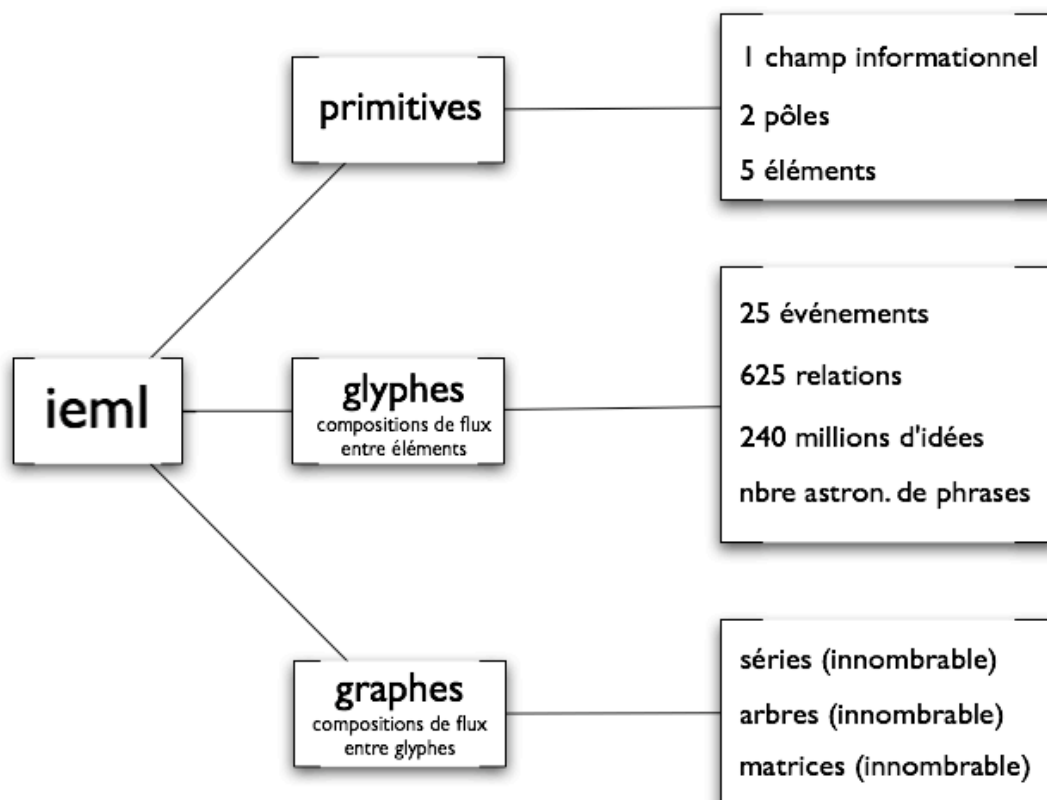 primitives
1 champ informationnel
2 pôles
5 éléments
ieml
glyphes
compositions de flux
entre éléments
25 événements
625 relations
240 millions d'idées
nbre astron. de phrases
graphes
compositions de flux
entre glyphes
séries (innombrable)
arbres (innombrable)
matrices (innombrable)